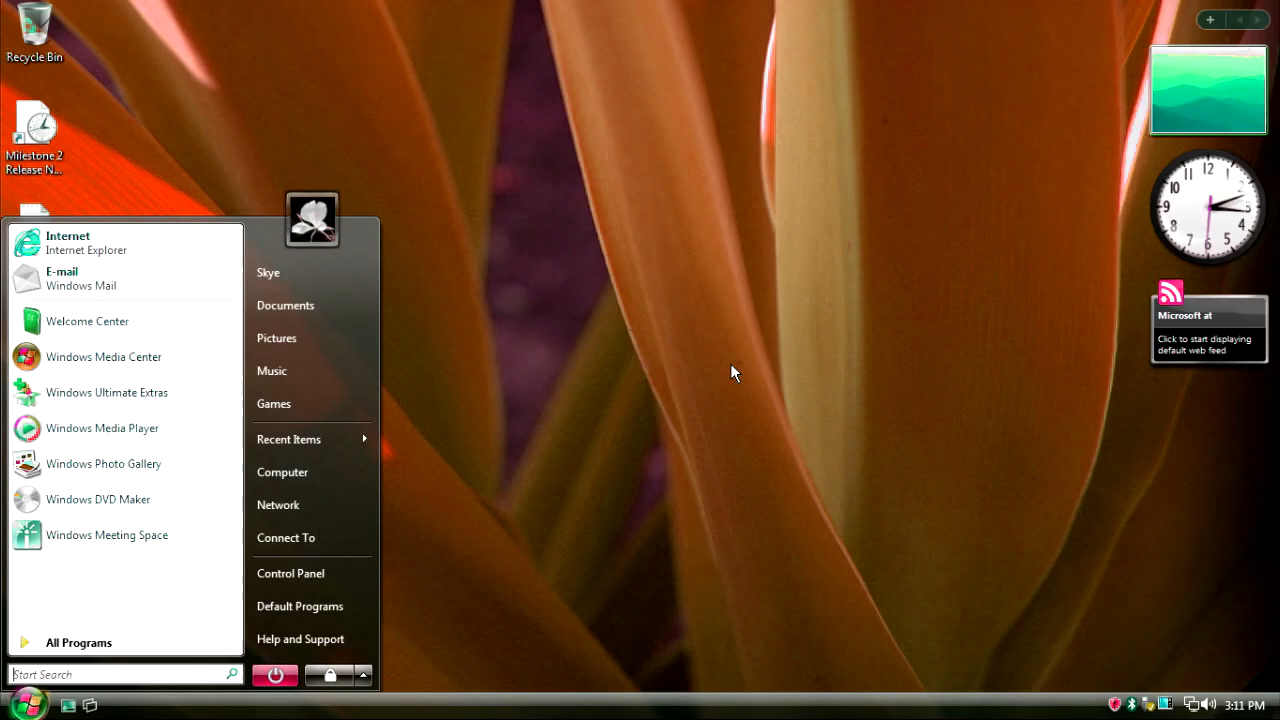 Recycle Bin
Milestone 2
Release N...
Internet
Internet Explorer
E-mail
Windows Mail
Welcome Center
Windows Media Center
Windows Ultimate Extras
Windows Media Player
Windows Photo Gallery
Windows DVD Maker
Windows Meeting Space
All Programs
Start Search
Skye
Documents
Pictures
Music
Games
Recent Items
Computer
Network
Connect To
Control Panel
Default Programs
Help and Support
12
1
2
3
4
5
6
7
8
9
10
11
Microsoft at
Click to start displaying
default web feed
3:11 PM